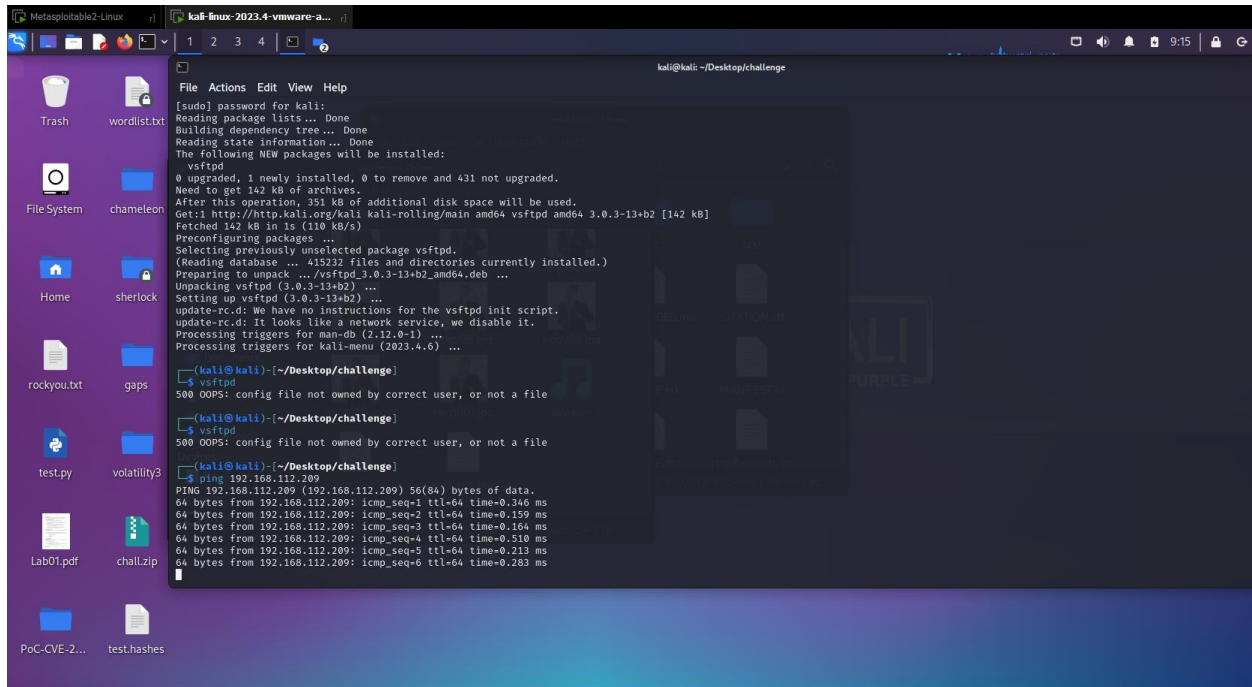 Metasploitable2-Linux
kali-linux-2023.4-vmware-a...
1 2 3 4
2
9:15
kali@kali: ~/Desktop/challenge
File Actions Edit View Help
Trash
wordlist.txt
File System
chameleon
Home
sherlock
rockyou.txt
gaps
test.py
volatility3
Lab01.pdf
chall.zip
PoC-CVE-2...
test.hashes
[sudo] password for kali:
Reading package lists... Done
Building dependency tree... Done
Reading state information... Done
The following NEW packages will be installed:
vsftpd
0 upgraded, 1 newly installed, 0 to remove and 431 not upgraded.
Need to get 142 kB of archives.
After this operation, 351 kB of additional disk space will be used.
Get:1 http://http.kali.org/kali kali-rolling/main amd64 vsftpd amd64 3.0.3-13+b2 [142 kB]
Fetched 142 kB in 1s (110 kB/s)
Preconfiguring packages ...
Selecting previously unselected package vsftpd.
(Reading database ... 415232 files and directories currently installed.)
Preparing to unpack .../vsftpd_3.0.3-13+b2_amd64.deb ...
Unpacking vsftpd (3.0.3-13+b2) ...
Setting up vsftpd (3.0.3-13+b2) ...
update-rc.d: We have no instructions for the vsftpd init script.
update-rc.d: It looks like a network service, we disable it.
Processing triggers for man-db (2.12.0-1) ...
Processing triggers for kali-menu (2023.4.6) ...
(kali㉿kali)-[~/Desktop/challenge]
$ vsftpd
500 OOPS: config file not owned by correct user, or not a file
(kali㉿kali)-[~/Desktop/challenge]
$ vsftpd
500 OOPS: config file not owned by correct user, or not a file
(kali㉿kali)-[~/Desktop/challenge]
$ ping 192.168.112.209
PING 192.168.112.209 (192.168.112.209) 56(84) bytes of data.
64 bytes from 192.168.112.209: icmp_seq=1 ttl=64 time=0.346 ms
64 bytes from 192.168.112.209: icmp_seq=2 ttl=64 time=0.159 ms
64 bytes from 192.168.112.209: icmp_seq=3 ttl=64 time=0.164 ms
64 bytes from 192.168.112.209: icmp_seq=4 ttl=64 time=0.510 ms
64 bytes from 192.168.112.209: icmp_seq=5 ttl=64 time=0.213 ms
64 bytes from 192.168.112.209: icmp_seq=6 ttl=64 time=0.283 ms
PURPLE